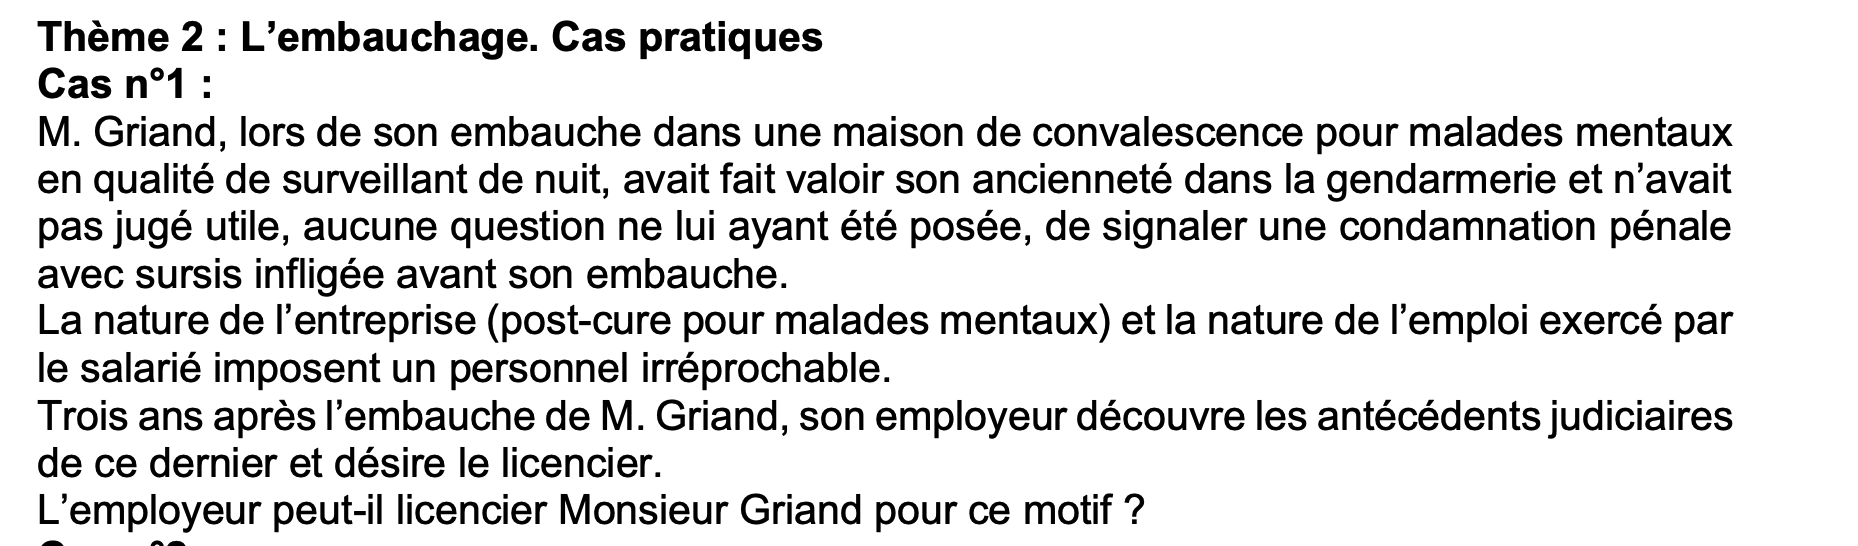 Thème 2 : L’embauchage. Cas pratiques
Cas n°1 :
M. Griand, lors de son embauche dans une maison de convalescence pour malades mentaux
en qualité de surveillant de nuit, avait fait valoir son ancienneté dans la gendarmerie et n’avait
pas jugé utile, aucune question ne lui ayant été posée, de signaler une condamnation pénale
avec sursis infligée avant son embauche.
La nature de l’entreprise (post-cure pour malades mentaux) et la nature de l’emploi exercé par
le salarié imposent un personnel irréprochable.
Trois ans après l’embauche de M. Griand, son employeur découvre les antécédents judiciaires
de ce dernier et désire le licencier.
L’employeur peut-il licencier Monsieur Griand pour ce motif ?